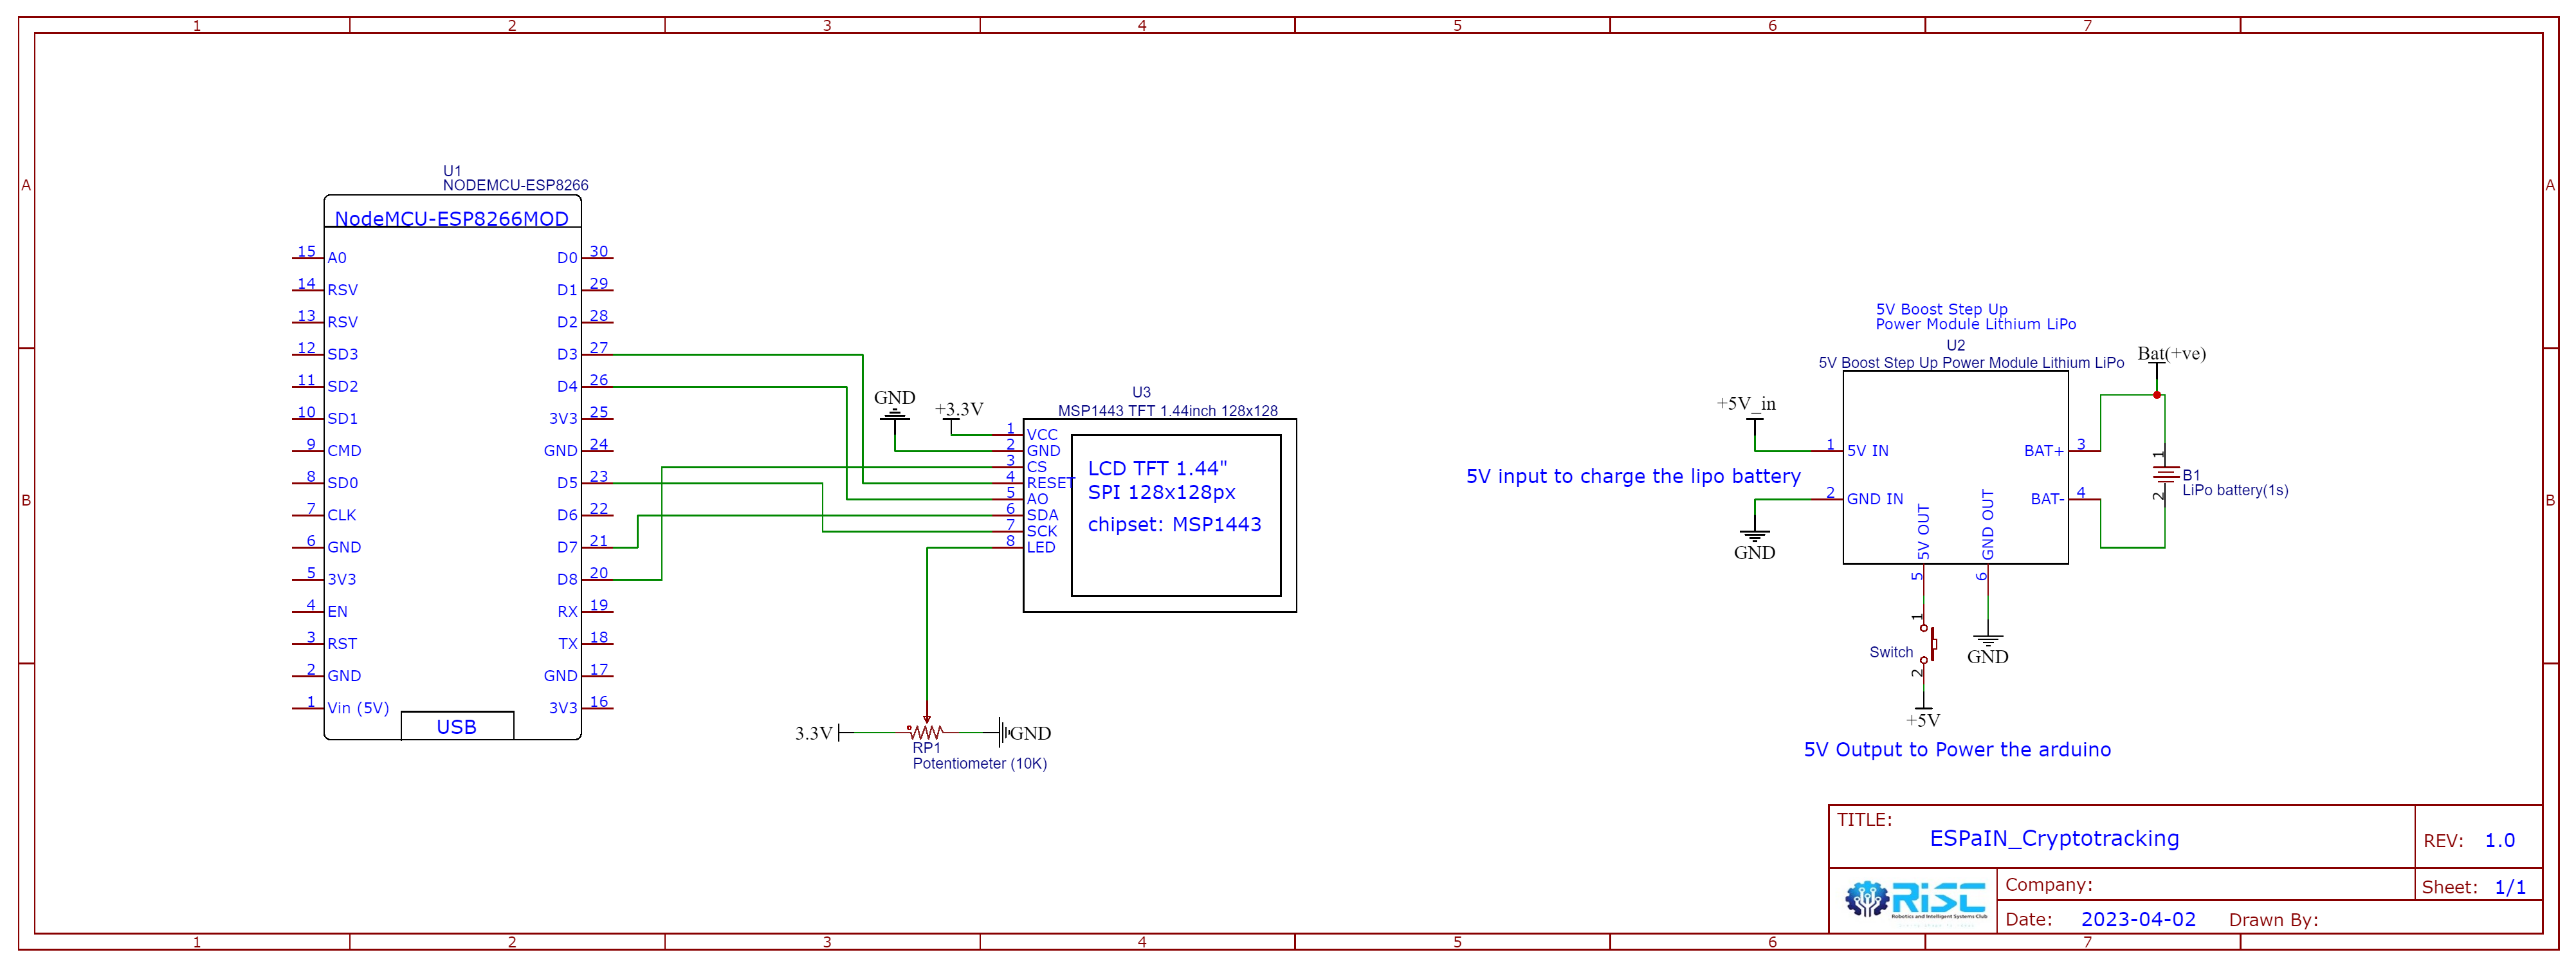 1 2 3 4 5 6 7
A A
B B
U1
NODEMCU-ESP8266
NodeMCU-ESP8266MOD
15 A0 D0 30
14 RSV D1 29
13 RSV D2 28
12 SD3 D3 27
11 SD2 D4 26
10 SD1 3V3 25
9 CMD GND 24
8 SD0 D5 23
7 CLK D6 22
6 GND D7 21
5 3V3 D8 20
4 EN RX 19
3 RST TX 18
2 GND GND 17
1 Vin (5V) 3V3 16
USB
GND
+3.3V
U3
MSP1443 TFT 1.44inch 128x128
1 VCC
2 GND
3 CS
4 RESET
5 AO
6 SDA
7 SCK
8 LED
LCD TFT 1.44"
SPI 128x128px
chipset: MSP1443
3.3V
GND
RP1
Potentiometer (10K)
5V Boost Step Up
Power Module Lithium LiPo
U2
5V Boost Step Up Power Module Lithium LiPo
Bat(+ve)
+5V_in
1 5V IN BAT+ 3
5V input to charge the lipo battery
2 GND IN BAT- 4
GND
1
B1
LiPo battery(1s)
2
5V OUT GND OUT
5 6
1
Switch
2
GND
+5V
5V Output to Power the arduino
TITLE:
ESPaIN_Cryptotracking
REV: 1.0
RiSC
Robotics and Intelligent Systems Club
Company:
Sheet: 1/1
Date: 2023-04-02 Drawn By:
1 2 3 4 5 6 7